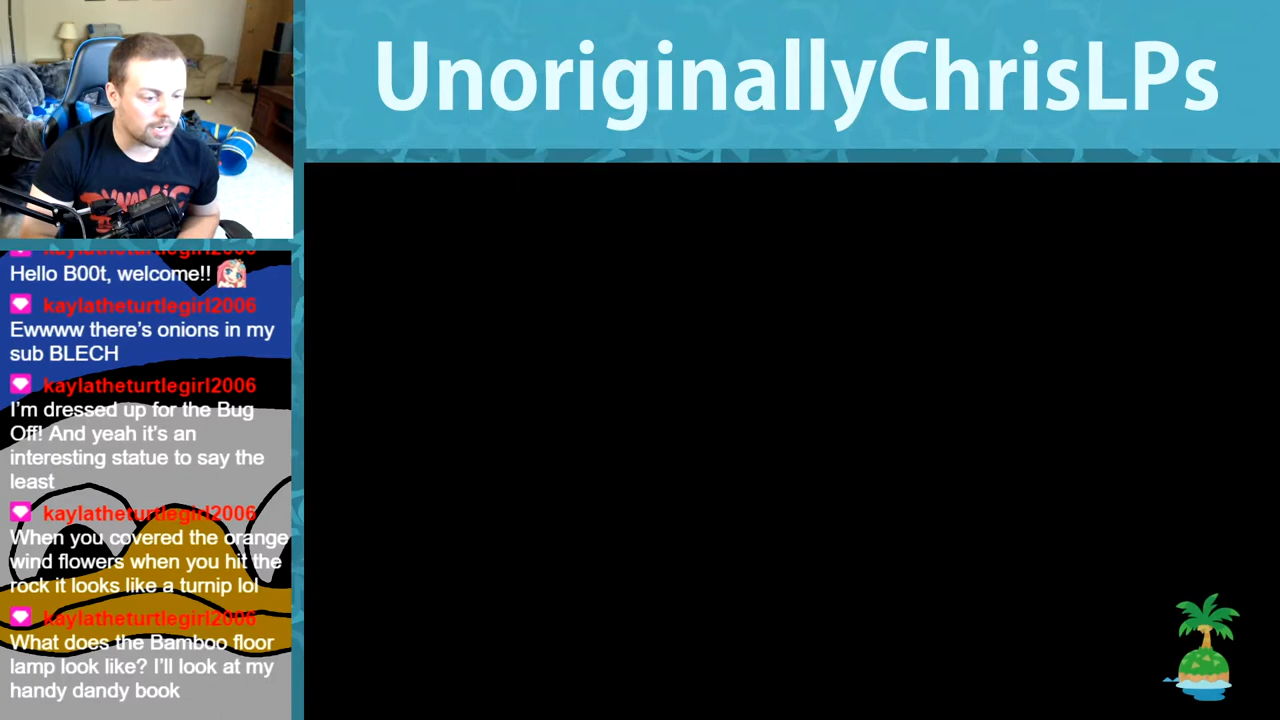 UnoriginallyChrisLPs
kaylatheturtlegirl2006
Hello B00t, welcome!!
kaylatheturtlegirl2006
Ewwww there's onions in my
sub BLECH
kaylatheturtlegirl2006
I'm dressed up for the Bug
Off! And yeah it's an
interesting statue to say the
least
kaylatheturtlegirl2006
When you covered the orange
wind flowers when you hit the
rock it looks like a turnip lol
kaylatheturtlegirl2006
What does the Bamboo floor
lamp look like? I'll look at my
handy dandy book